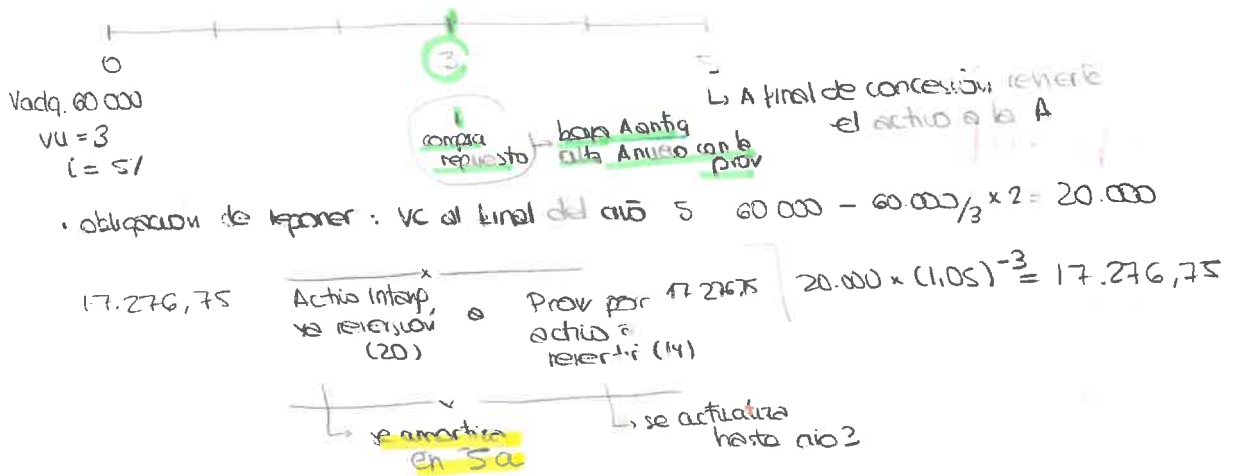 0
3
Vadq. 60 000
VU = 3
i = 5%
compra repuesto
baja A antig
alta A nuevo con la prov
↳ A final de concesión revierte
el activo a la A
• obligación de reponer : VC al final del año 5 60 000 - 60.000/3 x 2 = 20.000
17.276,75 Activo Intang, x reversión (20) a Prov por activo a revertir (14) 17 276,75
20.000 x (1,05)⁻³ = 17.276,75
↳ se amortiza
en 5 a
↳ se actualiza
hasta año 3